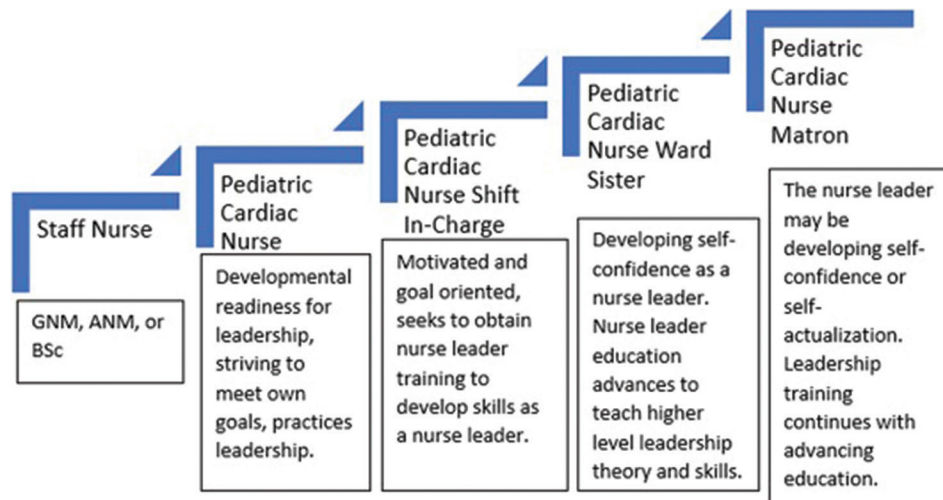 Staff Nurse
GNM, ANM, or
BSc
Pediatric
Cardiac
Nurse
Developmental
readiness for
leadership,
striving to
meet own
goals, practices
leadership.
Pediatric
Cardiac
Nurse Shift
In-Charge
Motivated and
goal oriented,
seeks to obtain
nurse leader
training to
develop skills as
a nurse leader.
Pediatric
Cardiac
Nurse Ward
Sister
Developing self-
confidence as a
nurse leader.
Nurse leader
education
advances to
teach higher
level leadership
theory and skills.
Pediatric
Cardiac
Nurse
Matron
The nurse leader
may be
developing self-
confidence or
self-
actualization.
Leadership
training
continues with
advancing
education.